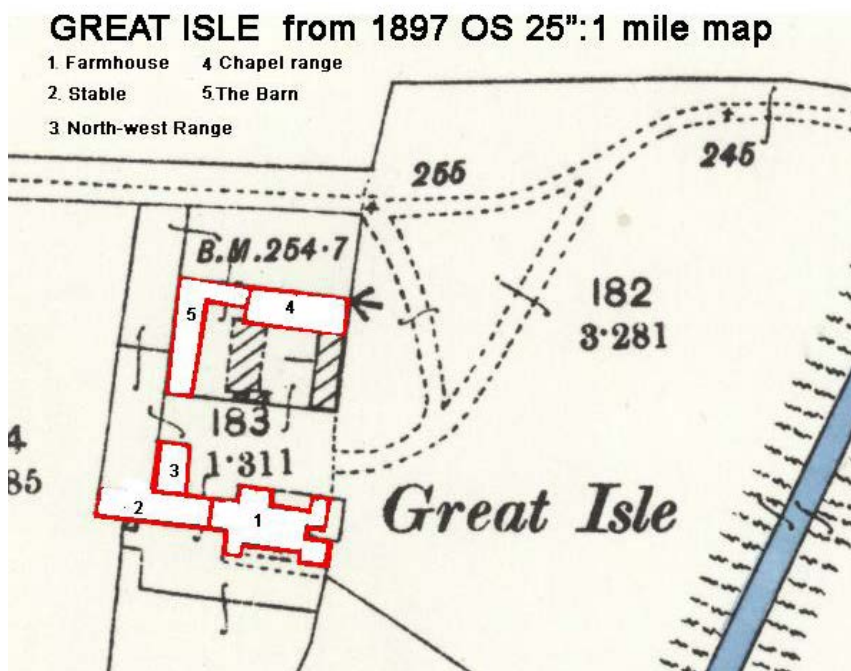 GREAT ISLE from 1897 OS 25":1 mile map
1. Farmhouse 4 Chapel range
2. Stable 5. The Barn
3. North-west Range
255
245
B.M.254·7
182
3·281
5
4
183
1·311
4
85
3
2
1
Great Isle